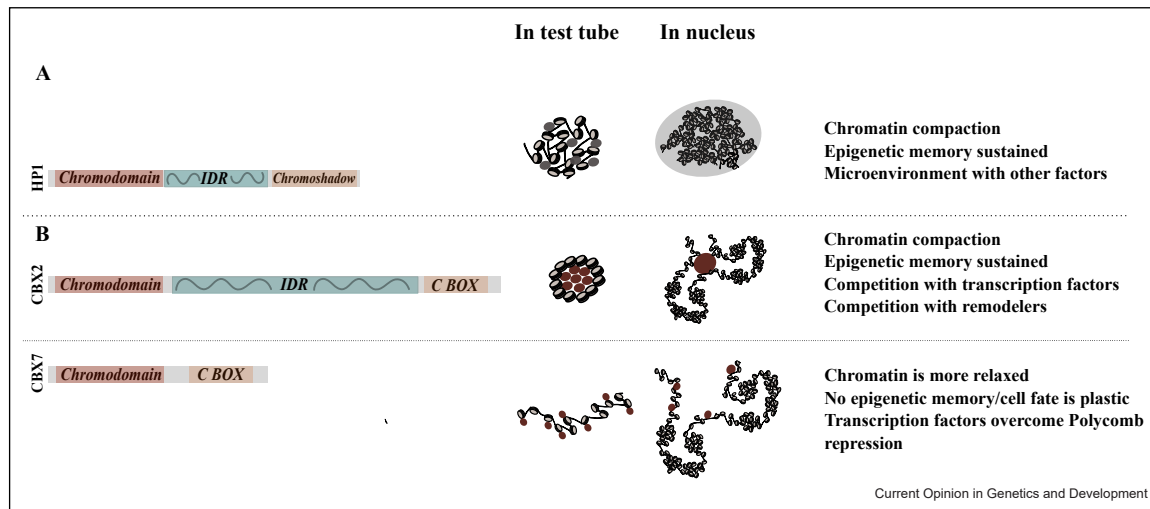 In test tube
In nucleus
A
HP1
Chromodomain
IDR
Chromoshadow
Chromatin compaction
Epigenetic memory sustained
Microenvironment with other factors
B
CBX2
Chromodomain
IDR
C BOX
Chromatin compaction
Epigenetic memory sustained
Competition with transcription factors
Competition with remodelers
CBX7
Chromodomain
C BOX
Chromatin is more relaxed
No epigenetic memory/cell fate is plastic
Transcription factors overcome Polycomb
repression
Current Opinion in Genetics and Development